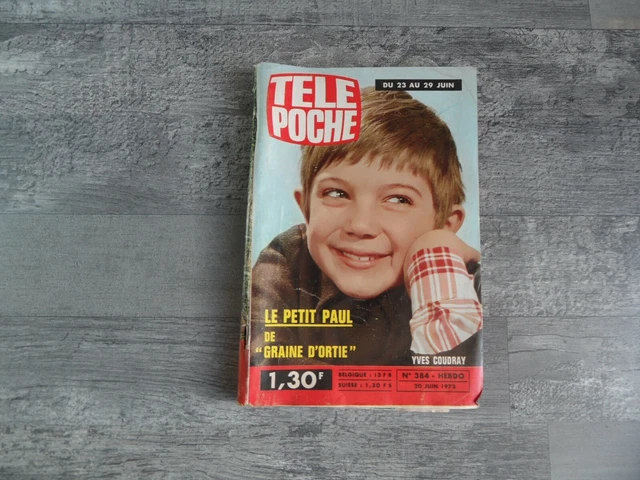 TELE
POCHE
DU 23 AU 29 JUIN
LE PETIT PAUL
DE
"GRAINE D'ORTIE"
YVES COUDRAY
1,30F
BELGIQUE : 13 F B
SUISSE : 1,30 F S
N° 384 - HEBDO
20 JUIN 1973